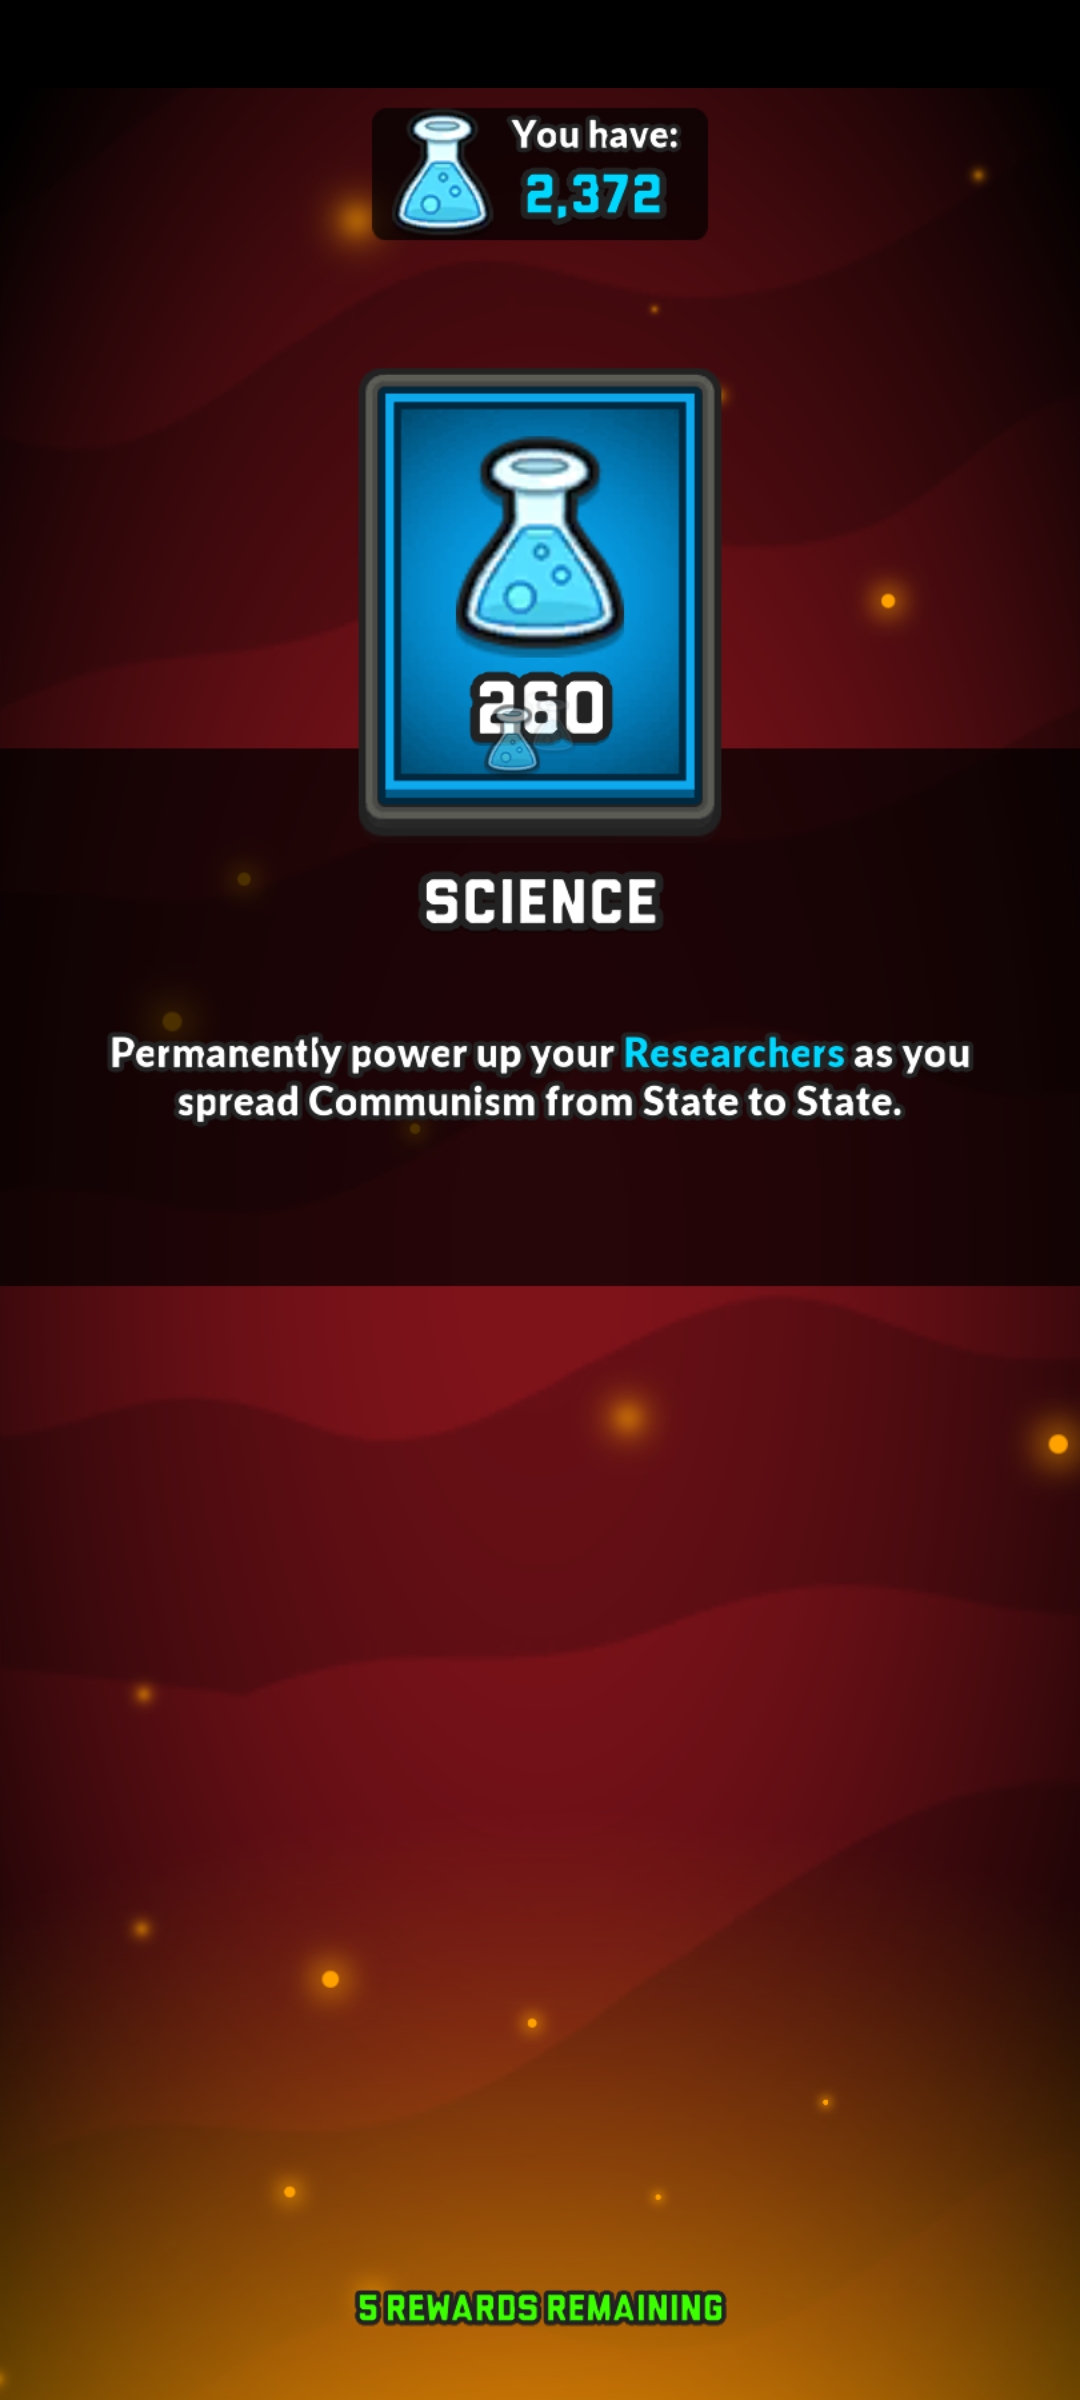 You have:
2,372
260
SCIENCE
Permanently power up your Researchers as you
spread Communism from State to State.
5 REWARDS REMAINING